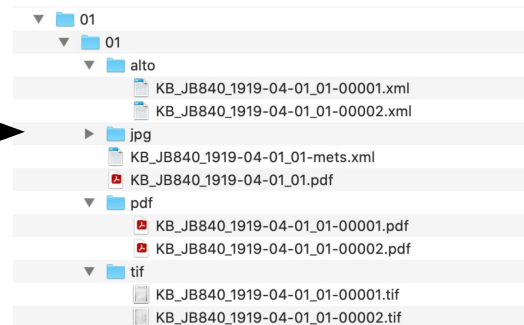 01
01
alto
KB_JB840_1919-04-01_01-00001.xml
KB_JB840_1919-04-01_01-00002.xml
jpg
KB_JB840_1919-04-01_01-mets.xml
KB_JB840_1919-04-01_01.pdf
pdf
KB_JB840_1919-04-01_01-00001.pdf
KB_JB840_1919-04-01_01-00002.pdf
tif
KB_JB840_1919-04-01_01-00001.tif
KB_JB840_1919-04-01_01-00002.tif